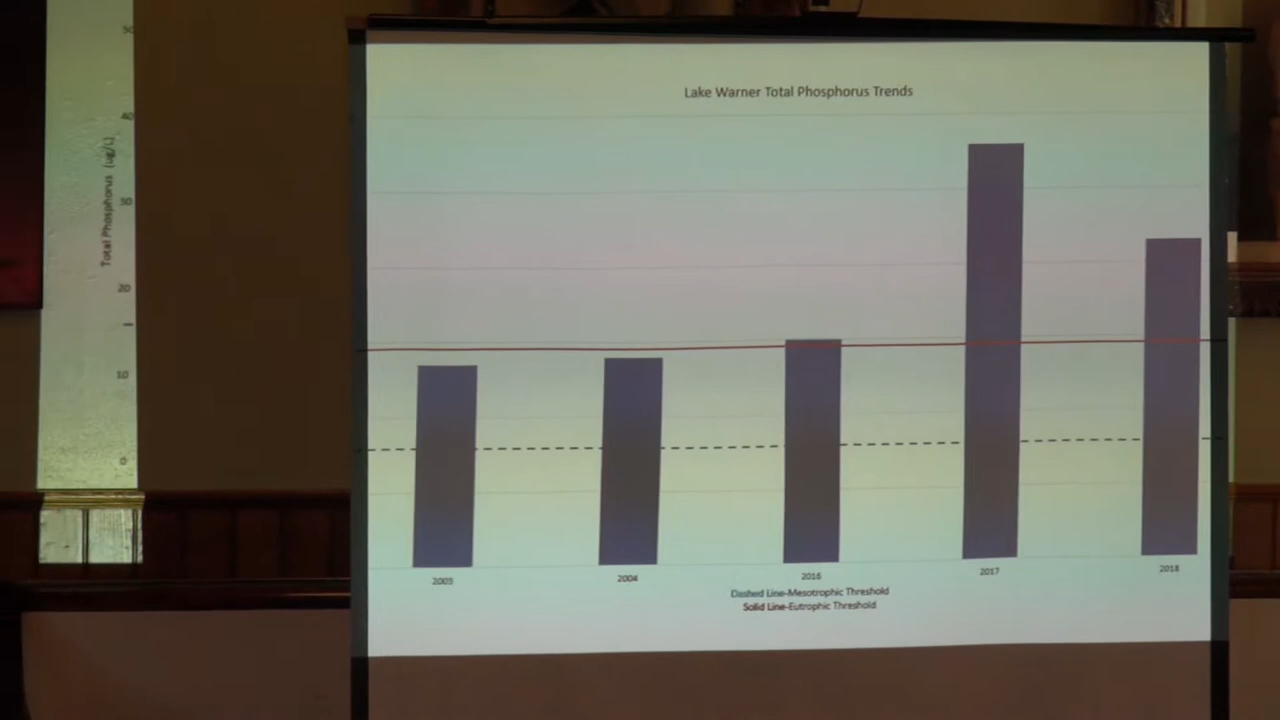 Lake Warner Total Phosphorus Trends
Total Phosphorus (ug/L)
50
40
30
20
10
0
2003 2004 2016 2017 2018
Dashed Line-Mesotrophic Threshold
Solid Line-Eutrophic Threshold